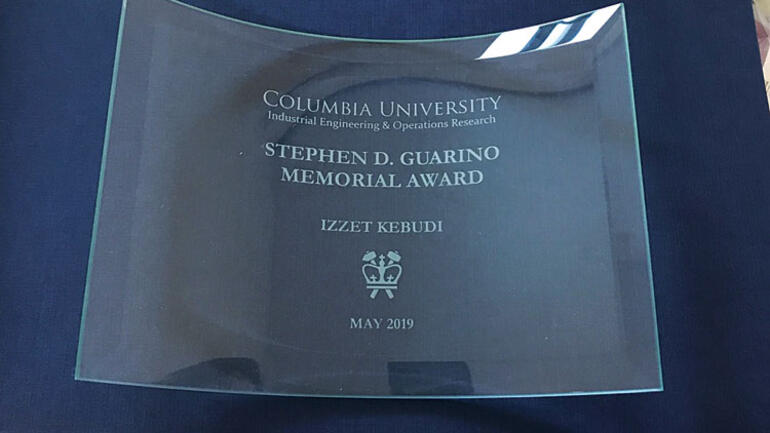 COLUMBIA UNIVERSITY
Industrial Engineering & Operations Research
STEPHEN D. GUARINO
MEMORIAL AWARD
IZZET KEBUDI
MAY 2019